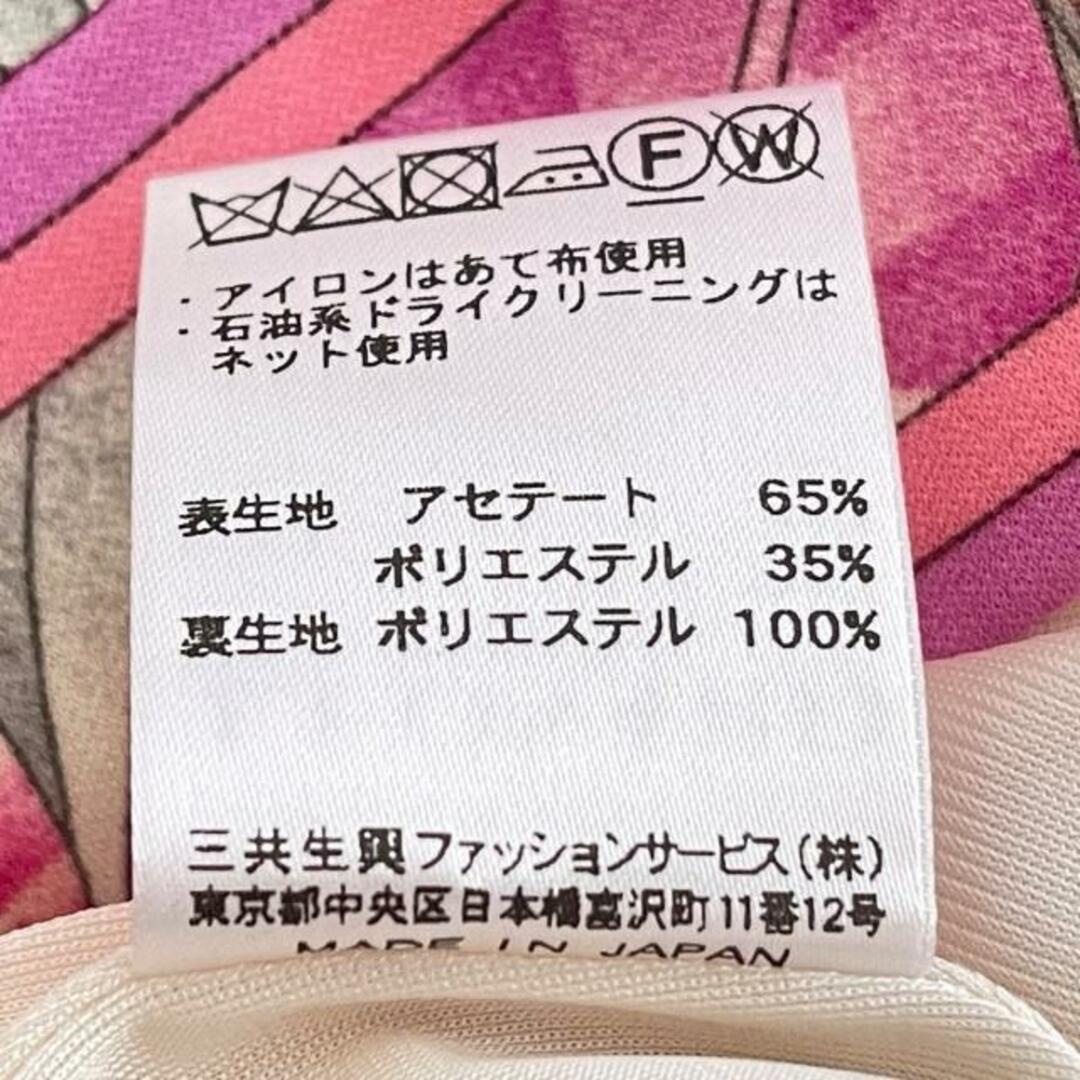 F W
・アイロンはあて布使用
・石油系ドライクリーニングは
ネット使用
表生地 アセテート 65%
ポリエステル 35%
裏生地 ポリエステル 100%
三共生興ファッションサービス(株)
東京都中央区日本橋富沢町11番12号
MADE IN JAPAN